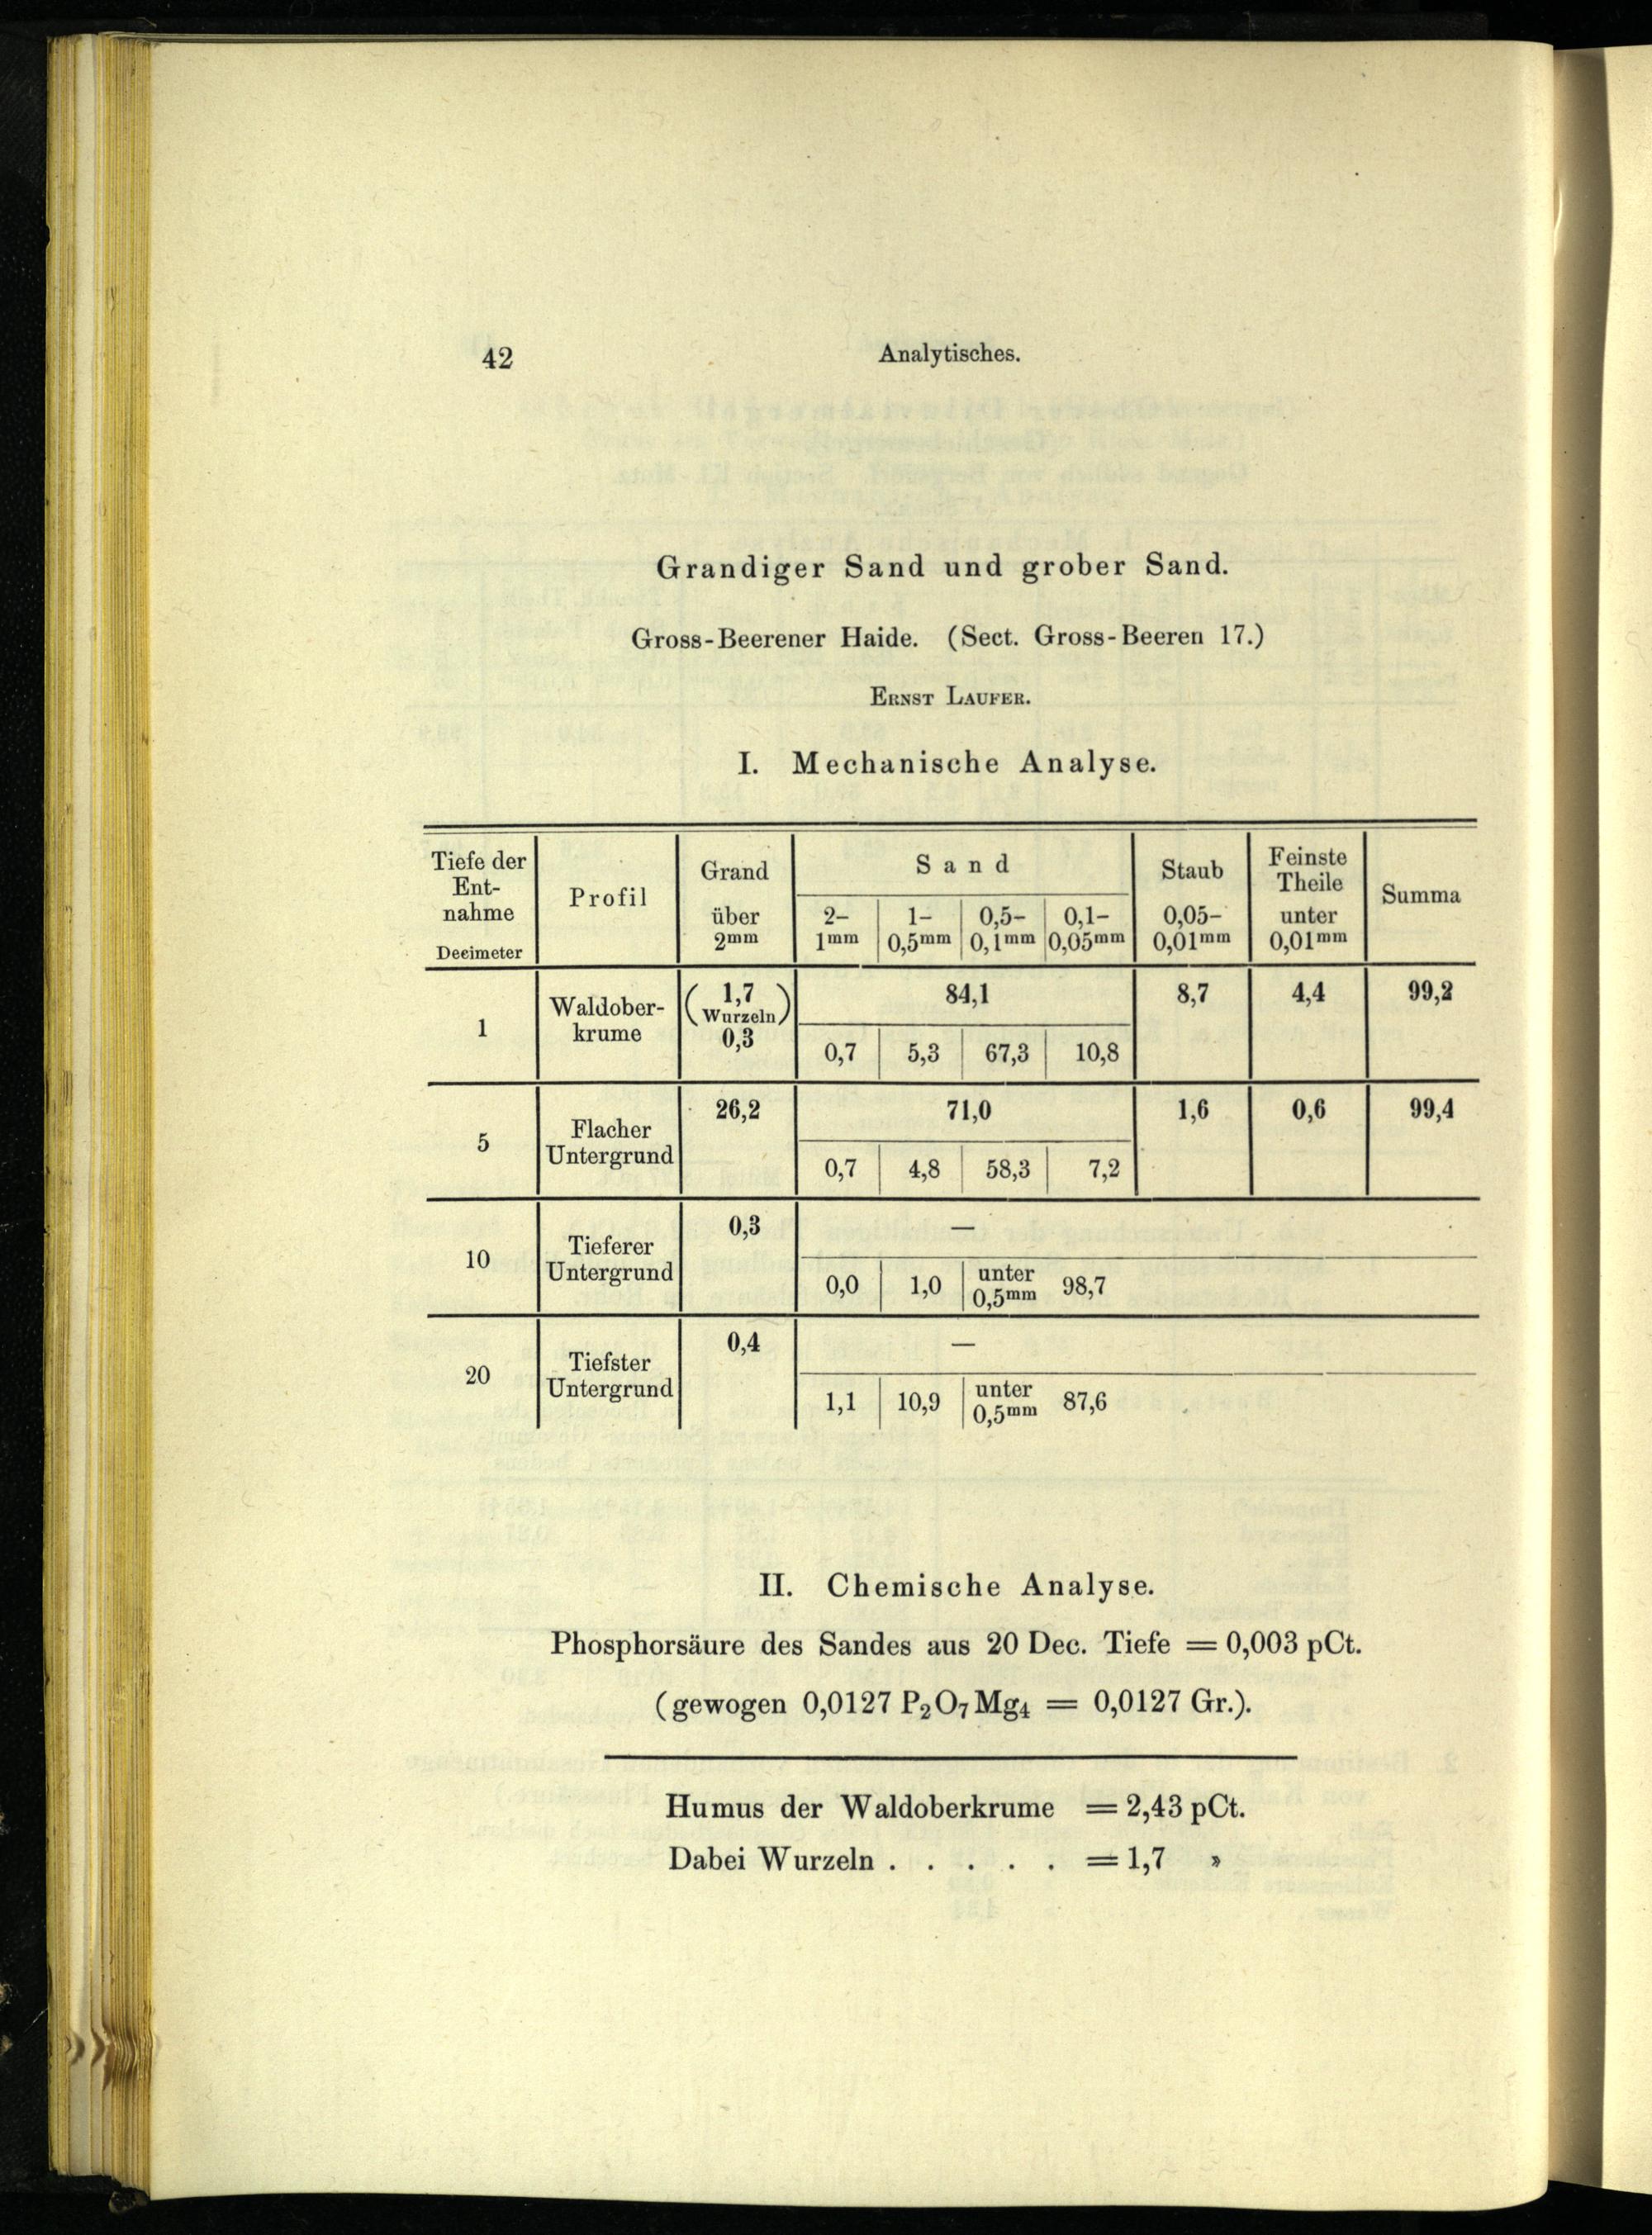 42
Analytisches.
Grandiger Sand und grober Sand.
Gross-Beerener Haide. (Sect. Gross-Beeren 17.)
Ernst Laufer.
I. Mechanische Analyse.
Tiefe der Ent-nahme Decimeter | Profil | Grand über 2mm | Sand 2–1mm | 1–0,5mm | 0,5–0,1mm | 0,1–0,05mm | Staub 0,05–0,01mm | Feinste Theile unter 0,01mm | Summa
1 | Waldober-krume | (1,7 Wurzeln) 0,3 | 84,1 | 8,7 | 4,4 | 99,2
0,7 | 5,3 | 67,3 | 10,8
5 | Flacher Untergrund | 26,2 | 71,0 | 1,6 | 0,6 | 99,4
0,7 | 4,8 | 58,3 | 7,2
10 | Tieferer Untergrund | 0,3 | —
0,0 | 1,0 | unter 0,5mm 98,7
20 | Tiefster Untergrund | 0,4 | —
1,1 | 10,9 | unter 0,5mm 87,6
II. Chemische Analyse.
Phosphorsäure des Sandes aus 20 Dec. Tiefe = 0,003 pCt.
(gewogen 0,0127 P₂O₇Mg₄ = 0,0127 Gr.).
Humus der Waldoberkrume = 2,43 pCt.
Dabei Wurzeln . . . . . . = 1,7 »